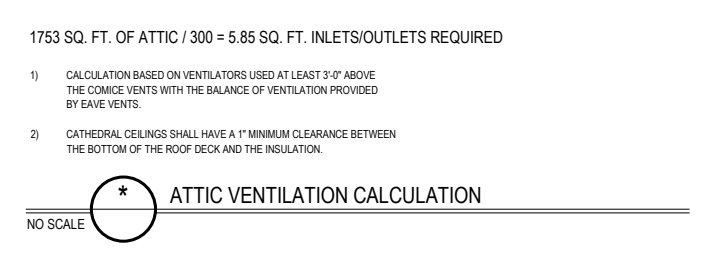 1753 SQ. FT. OF ATTIC / 300 = 5.85 SQ. FT. INLETS/OUTLETS REQUIRED
1) CALCULATION BASED ON VENTILATORS USED AT LEAST 3'-0" ABOVE
THE COMICE VENTS WITH THE BALANCE OF VENTILATION PROVIDED
BY EAVE VENTS.
2) CATHEDRAL CEILINGS SHALL HAVE A 1" MINIMUM CLEARANCE BETWEEN
THE BOTTOM OF THE ROOF DECK AND THE INSULATION.
* ATTIC VENTILATION CALCULATION
NO SCALE